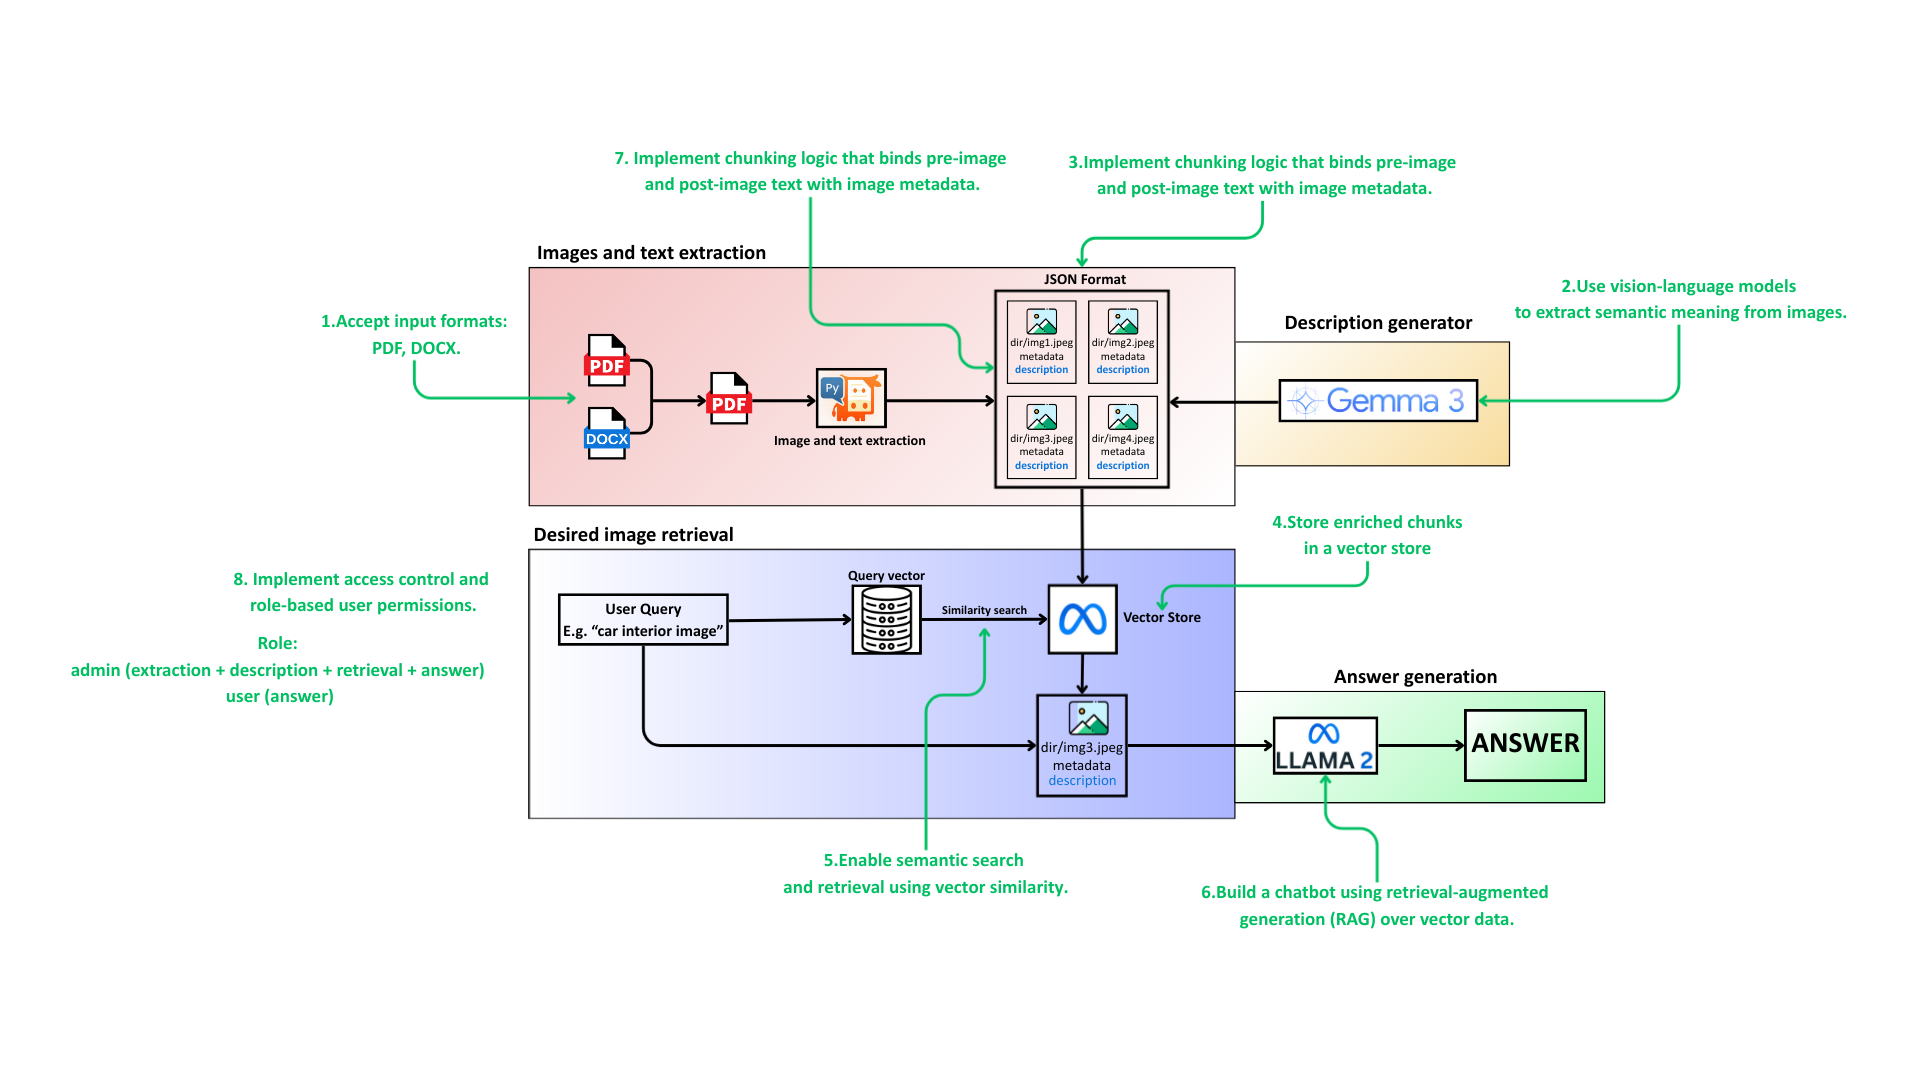 7. Implement chunking logic that binds pre-image
and post-image text with image metadata.
3.Implement chunking logic that binds pre-image
and post-image text with image metadata.
Images and text extraction
JSON Format
dir/img1.jpeg
metadata
description
dir/img2.jpeg
metadata
description
dir/img3.jpeg
metadata
description
dir/img4.jpeg
metadata
description
1.Accept input formats:
PDF, DOCX.
PDF
DOCX
PDF
Py
Image and text extraction
Description generator
Gemma 3
2.Use vision-language models
to extract semantic meaning from images.
Desired image retrieval
4.Store enriched chunks
in a vector store
8. Implement access control and
role-based user permissions.
Role:
admin (extraction + description + retrieval + answer)
user (answer)
User Query
E.g. “car interior image”
Query vector
Similarity search
Vector Store
dir/img3.jpeg
metadata
description
Answer generation
LLAMA 2
ANSWER
5.Enable semantic search
and retrieval using vector similarity.
6.Build a chatbot using retrieval-augmented
generation (RAG) over vector data.